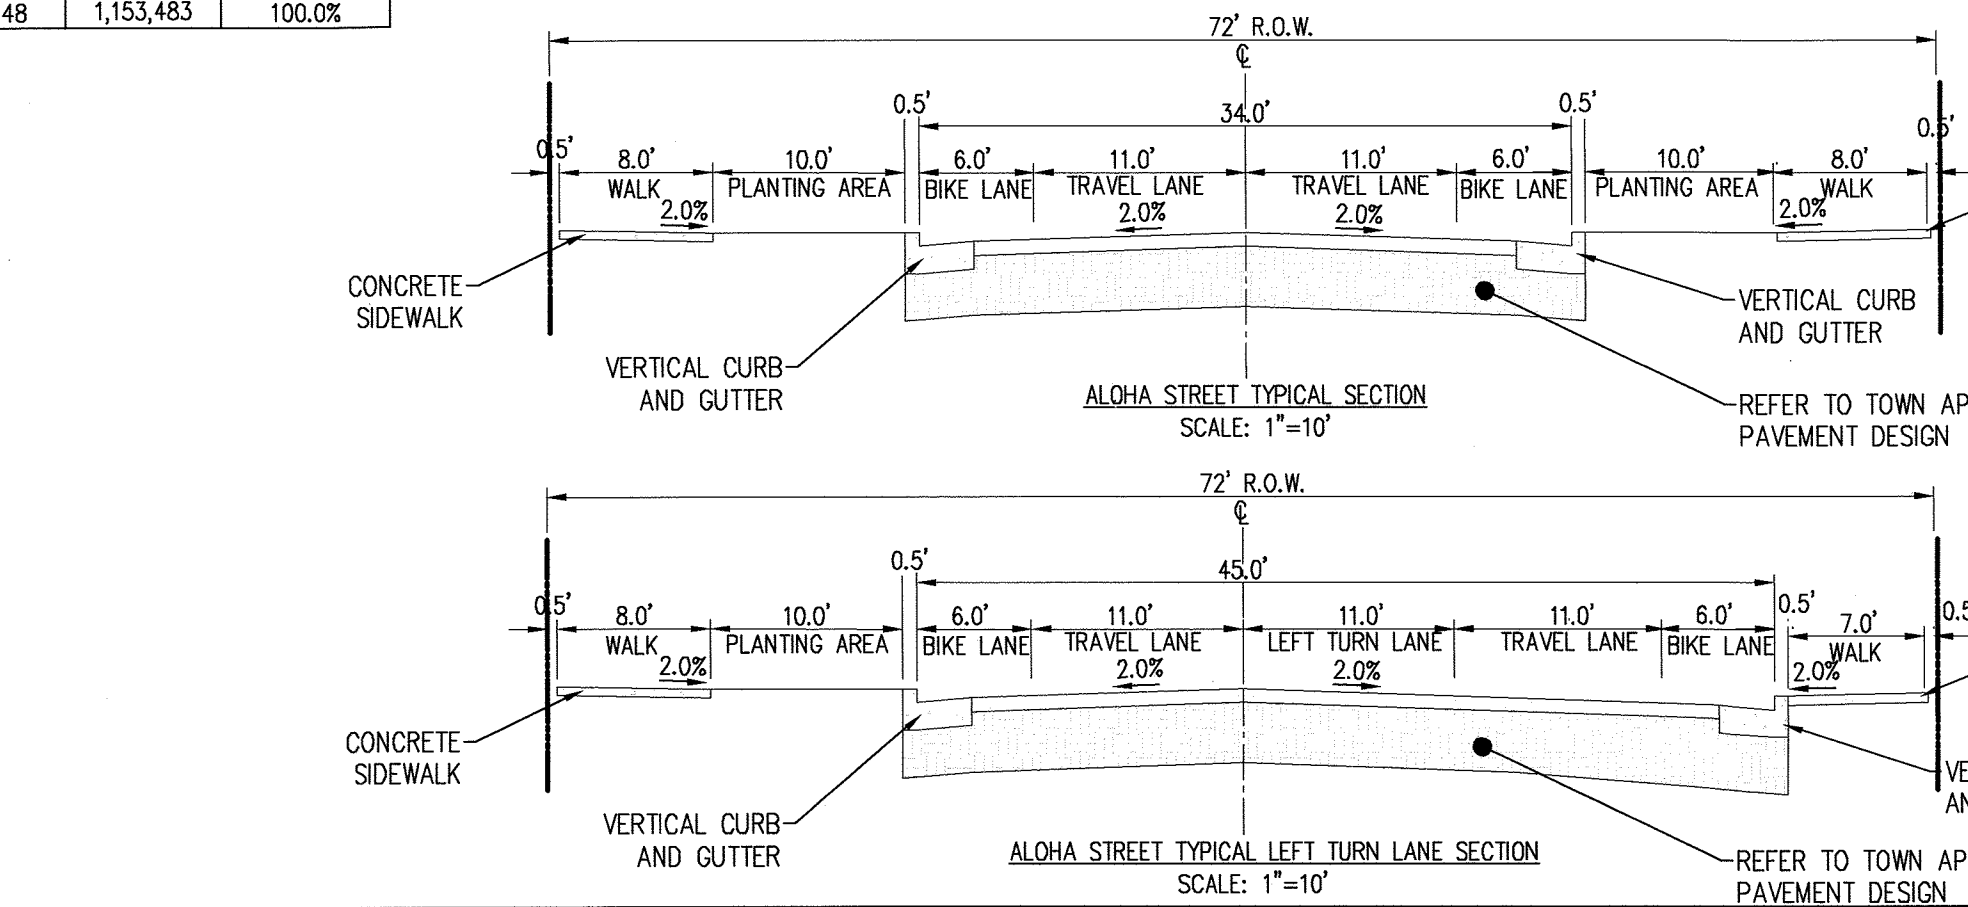 48 1,153,483 100.0%
72' R.O.W.
℄
0.5' 34.0' 0.5'
0.5' 8.0' 10.0' 6.0' 11.0' 11.0' 6.0' 10.0' 8.0' 0.5'
WALK PLANTING AREA BIKE LANE TRAVEL LANE TRAVEL LANE BIKE LANE PLANTING AREA WALK
2.0% 2.0% 2.0% 2.0%
CONCRETE
SIDEWALK
VERTICAL CURB
AND GUTTER
VERTICAL CURB
AND GUTTER
ALOHA STREET TYPICAL SECTION
SCALE: 1"=10'
REFER TO TOWN AP
PAVEMENT DESIGN
72' R.O.W.
℄
0.5' 45.0'
0.5' 8.0' 10.0' 6.0' 11.0' 11.0' 11.0' 6.0' 0.5' 7.0' 0.5
WALK PLANTING AREA BIKE LANE TRAVEL LANE LEFT TURN LANE TRAVEL LANE BIKE LANE WALK
2.0% 2.0% 2.0% 2.0%
CONCRETE
SIDEWALK
VERTICAL CURB
AND GUTTER
VE
AN
ALOHA STREET TYPICAL LEFT TURN LANE SECTION
SCALE: 1"=10'
REFER TO TOWN AP
PAVEMENT DESIGN